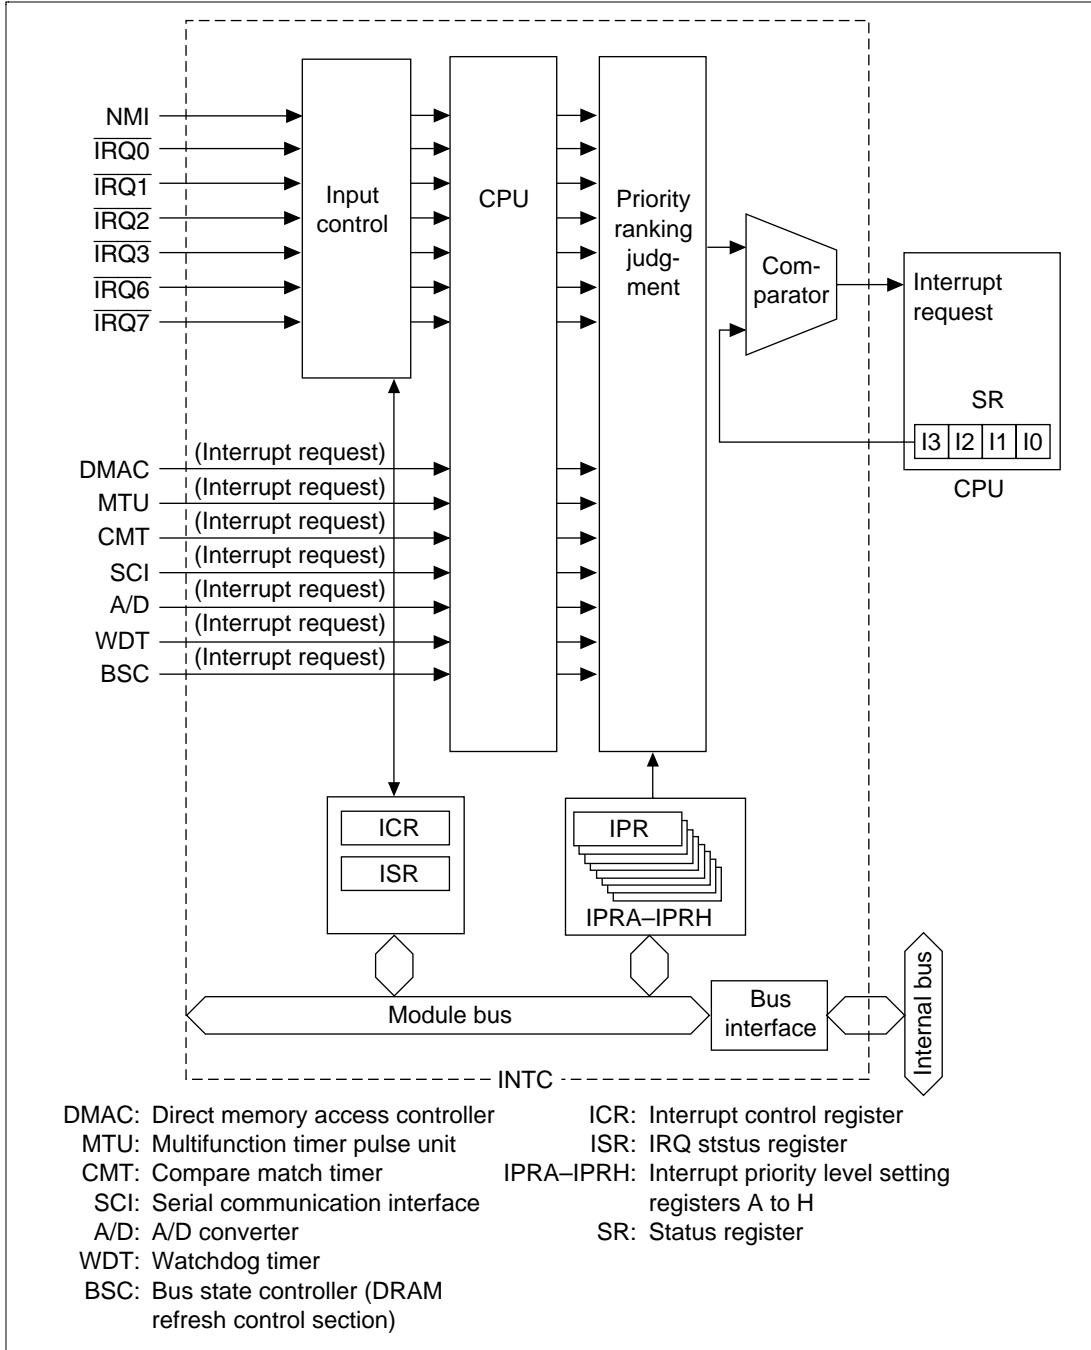 NMI
IRQ0
IRQ1
IRQ2
IRQ3
IRQ6
IRQ7
Input
control
CPU
Priority
ranking
judg-
ment
Com-
parator
Interrupt
request
SR
I3 I2 I1 I0
CPU
DMAC (Interrupt request)
MTU (Interrupt request)
CMT (Interrupt request)
SCI (Interrupt request)
A/D (Interrupt request)
WDT (Interrupt request)
BSC (Interrupt request)
ICR
ISR
IPR
IPRA–IPRH
Module bus
Bus
interface
Internal bus
INTC
DMAC: Direct memory access controller
MTU: Multifunction timer pulse unit
CMT: Compare match timer
SCI: Serial communication interface
A/D: A/D converter
WDT: Watchdog timer
BSC: Bus state controller (DRAM
refresh control section)
ICR: Interrupt control register
ISR: IRQ ststus register
IPRA–IPRH: Interrupt priority level setting
registers A to H
SR: Status register